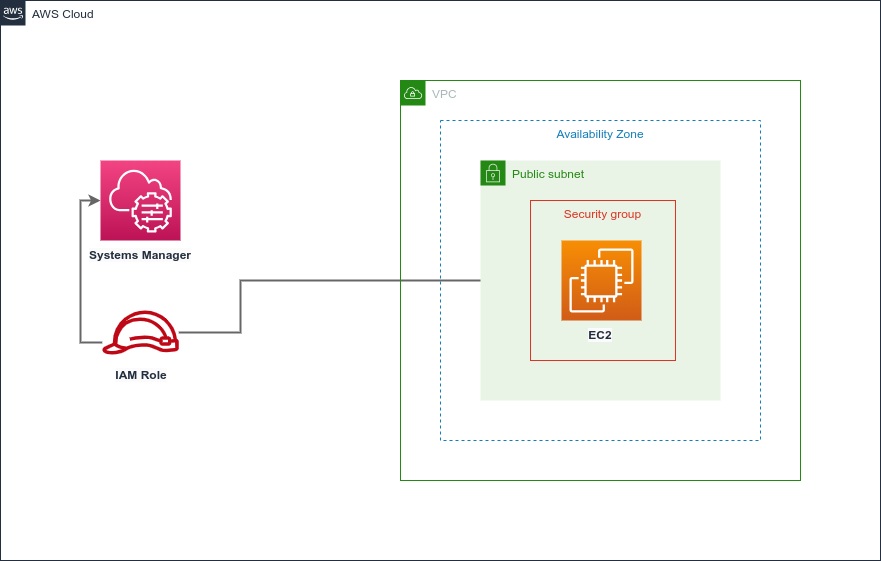 aws
AWS Cloud
VPC
Availability Zone
Public subnet
Security group
Systems Manager
EC2
IAM Role